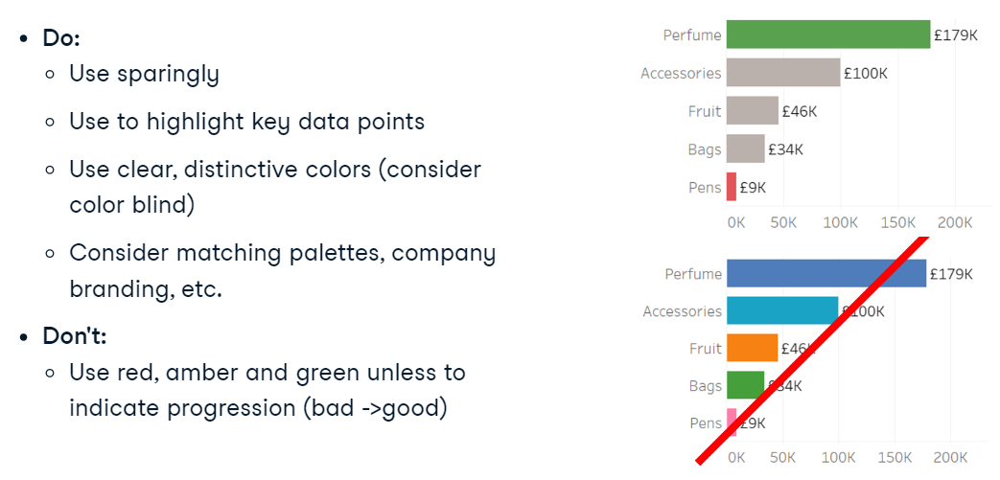 Do:
Use sparingly
Use to highlight key data points
Use clear, distinctive colors (consider
color blind)
Consider matching palettes, company
branding, etc.
Don't:
Use red, amber and green unless to
indicate progression (bad ->good)
Perfume £179K
Accessories £100K
Fruit £46K
Bags £34K
Pens £9K
0K 50K 100K 150K 200K
Perfume £179K
Accessories £100K
Fruit £46K
Bags £34K
Pens £9K
0K 50K 100K 150K 200K